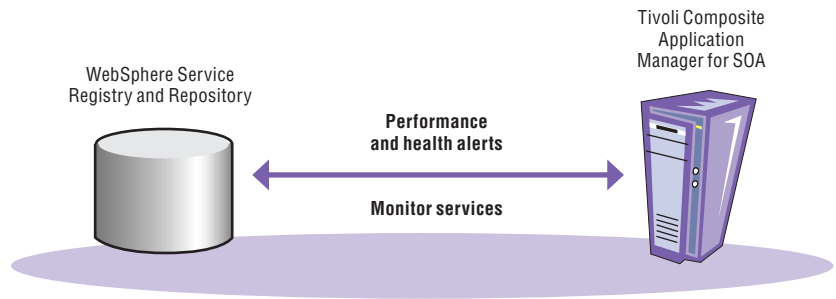 WebSphere Service
Registry and Repository
Performance
and health alerts
Monitor services
Tivoli Composite
Application
Manager for SOA